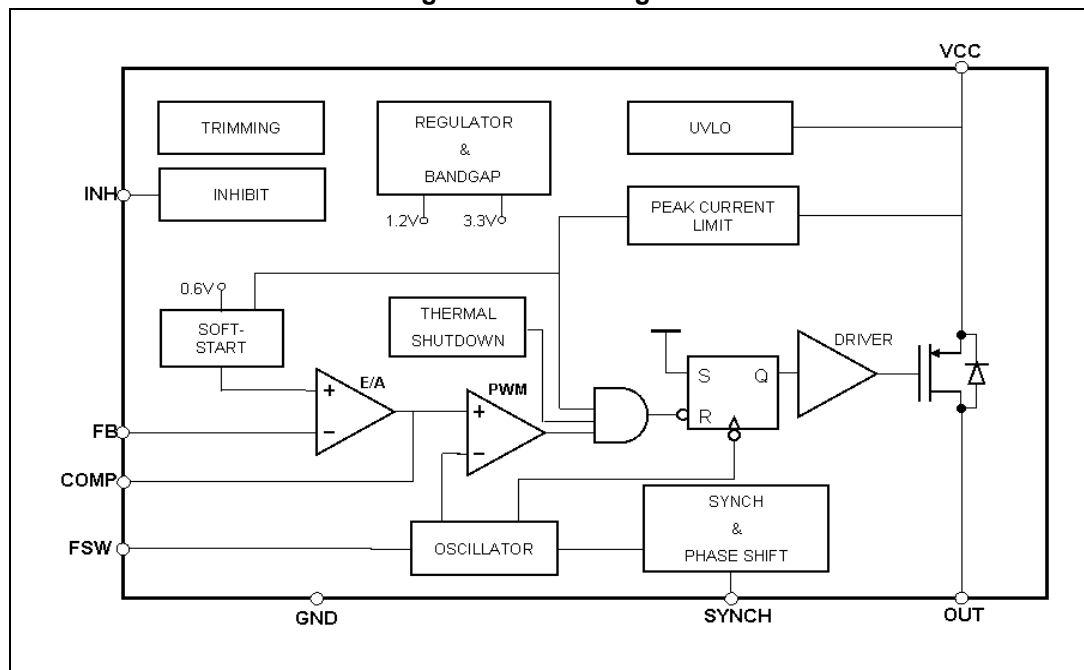 VCC
TRIMMING
REGULATOR
&
BANDGAP
UVLO
INH
INHIBIT
1.2V
3.3V
PEAK CURRENT
LIMIT
0.6V
SOFT-
START
THERMAL
SHUTDOWN
DRIVER
E/A
PWM
S
Q
R
+
-
+
-
FB
COMP
FSW
OSCILLATOR
SYNCH
&
PHASE SHIFT
GND
SYNCH
OUT